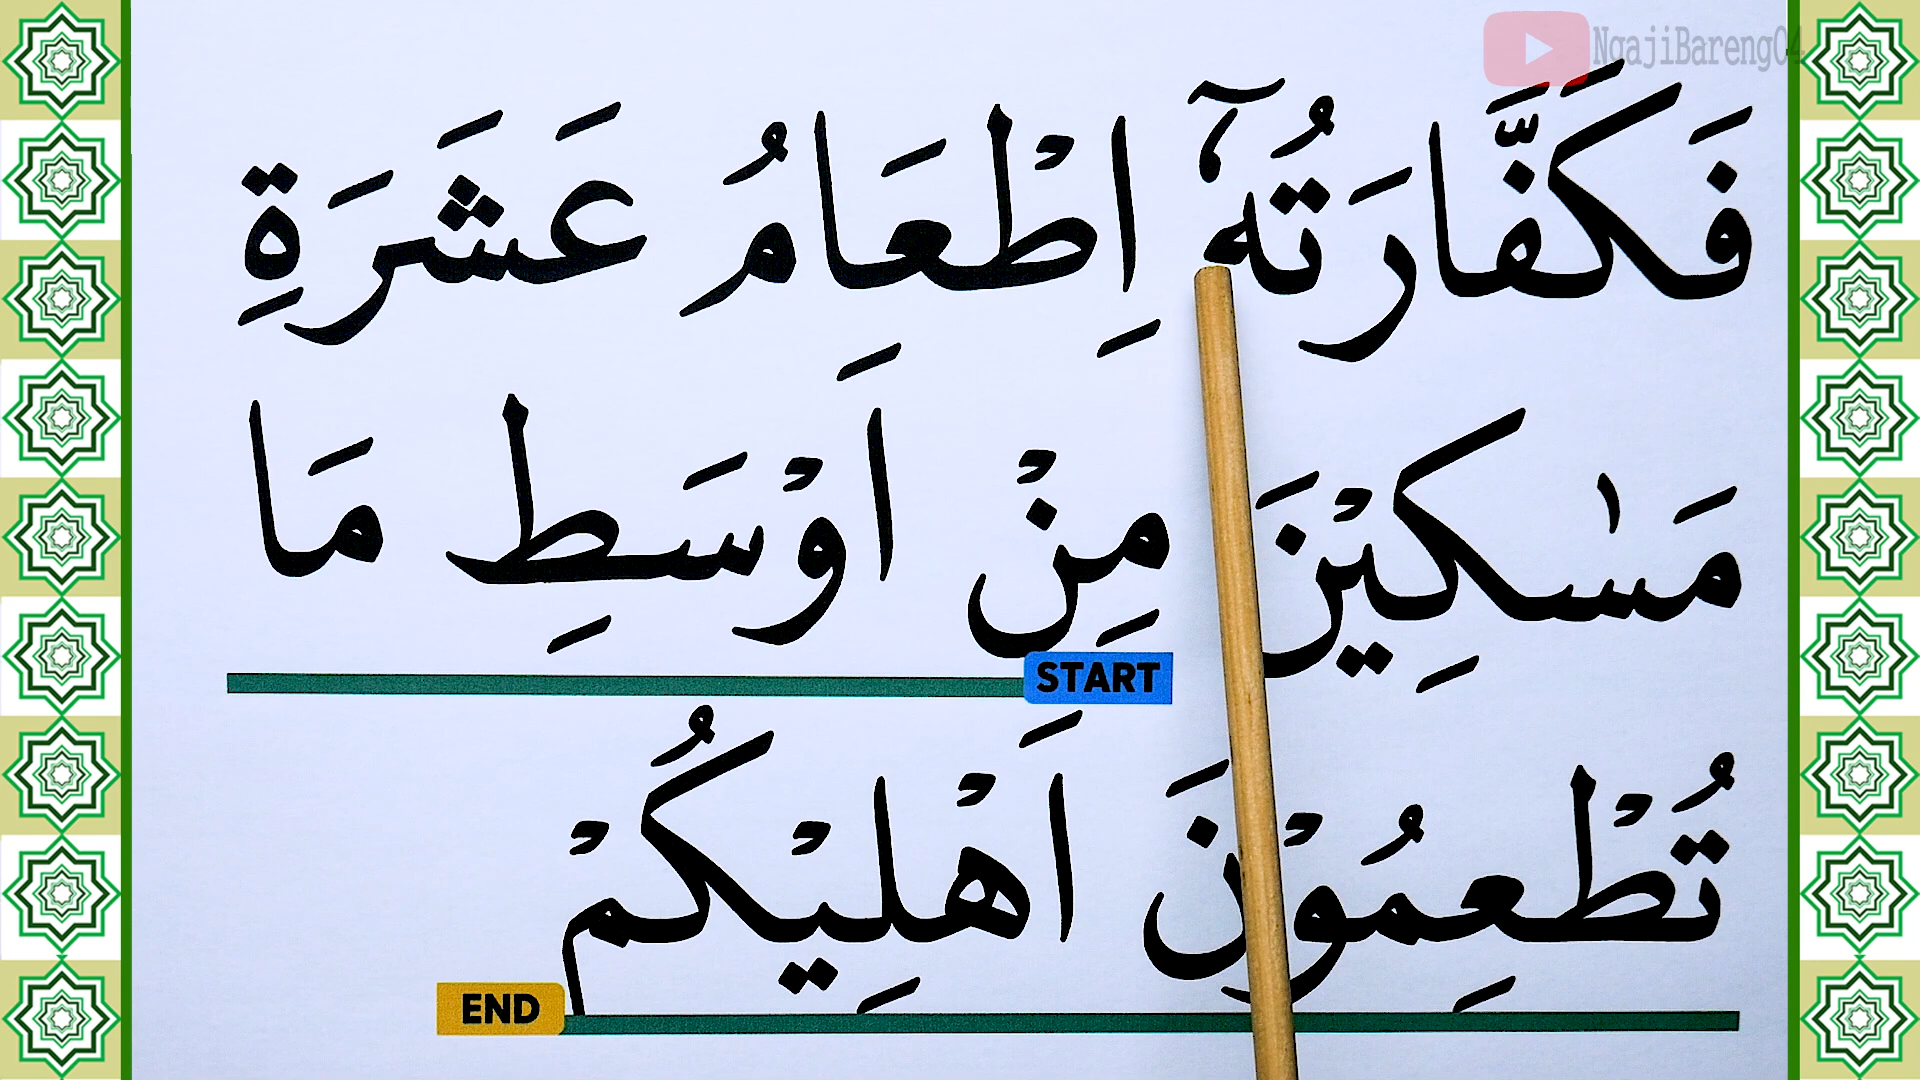 NgajiBareng04
فَكَفَّارَتُهٗٓ اِطْعَامُ عَشَرَةِ
مَسٰكِيْنَ مِنْ اَوْسَطِ مَا
START
تُطْعِمُوْنَ اَهْلِيْكُمْ
END